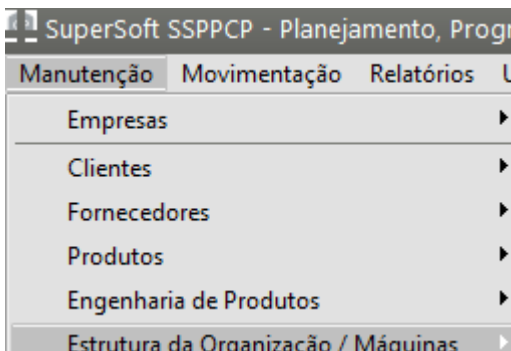 SuperSoft SSPPCP - Planejamento, Progr
Manutenção Movimentação Relatórios
Empresas
Clientes
Fornecedores
Produtos
Engenharia de Produtos
Estrutura da Organização / Máquinas